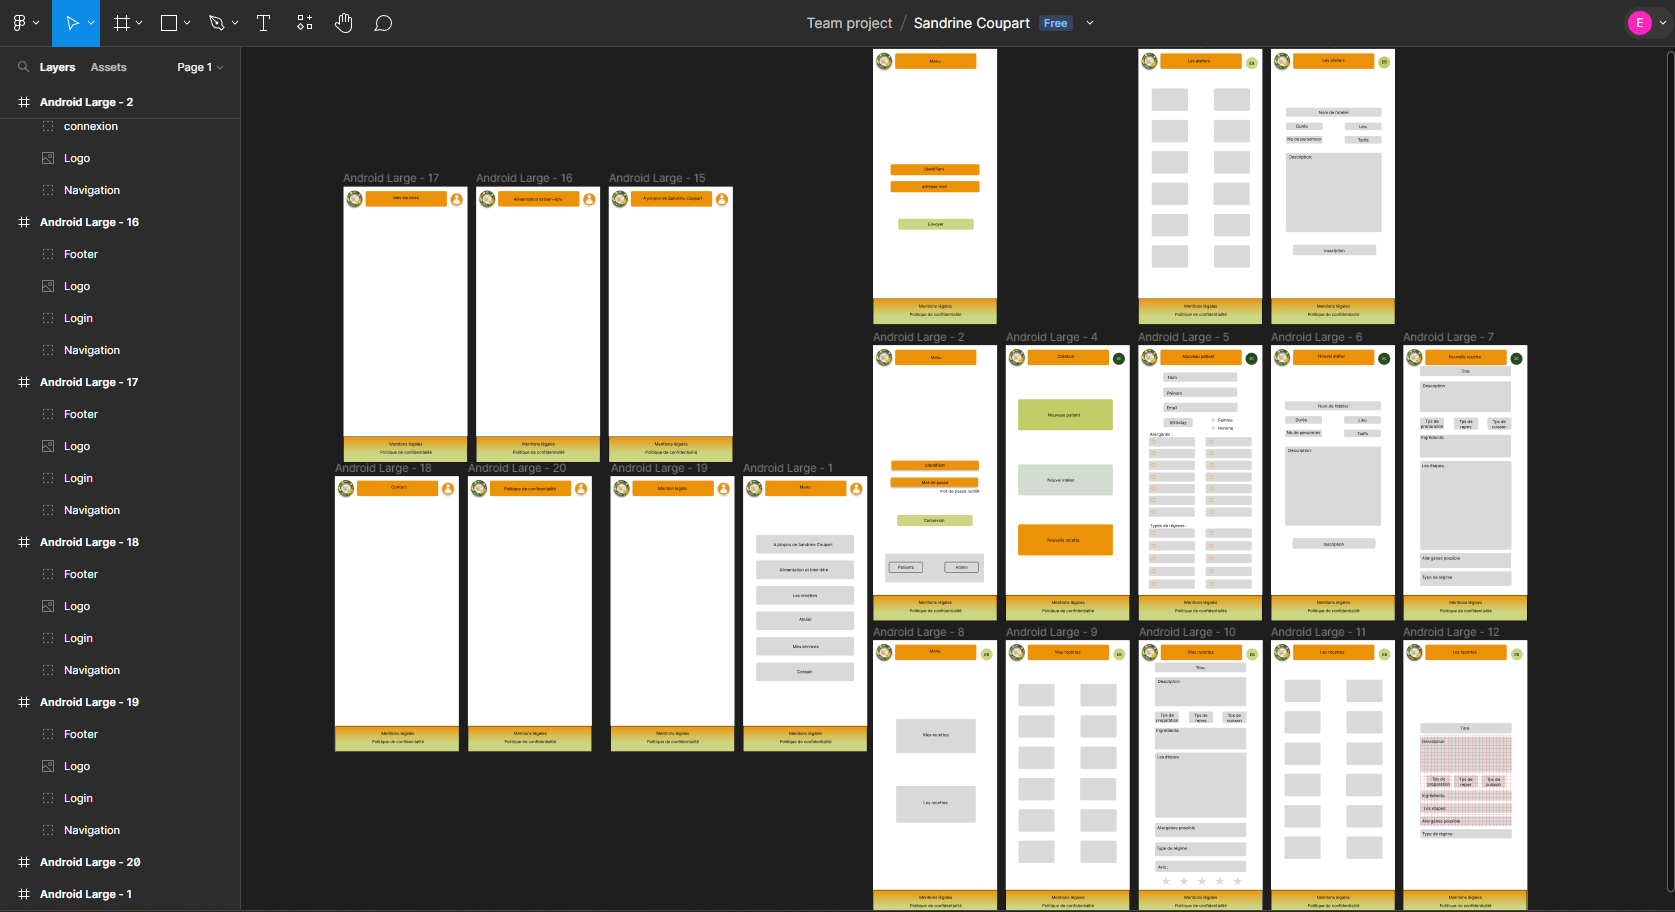 Team project / Sandrine Coupart Free
E
Layers Assets Page 1
Android Large - 2
connexion
Logo
Navigation
Android Large - 16
Footer
Logo
Login
Navigation
Android Large - 17
Footer
Logo
Login
Navigation
Android Large - 18
Footer
Logo
Login
Navigation
Android Large - 19
Footer
Logo
Login
Navigation
Android Large - 20
Android Large - 1
Menu
Identifiant
adresse mail
Envoyer
Mentions légales
Politique de confidentialité
Les ateliers
Mentions légales
Politique de confidentialité
Les ateliers
Nom de l'atelier
Durée Lieu
Nb de personnes Tarifs
Description:
Inscription
Mentions légales
Politique de confidentialité
Android Large - 17
Mes services
Mentions légales
Politique de confidentialité
Android Large - 16
Alimentation et bien-être
Mentions légales
Politique de confidentialité
Android Large - 15
A propos de Sandrine Coupart
Mentions légales
Politique de confidentialité
Android Large - 2
Menu
Identifiant
Mot de passe
mot de passe oublié
Connexion
Patients Admin
Mentions légales
Politique de confidentialité
Android Large - 4
Création
Nouveau patient
Nouvel atelier
Nouvelle recette
Mentions légales
Politique de confidentialité
Android Large - 5
Nouveau patient
Nom
Prénom
Email
Birthday
Femme
Homme
Allergènes :
Types de régimes :
Mentions légales
Politique de confidentialité
Android Large - 6
Nouvel atelier
Nom de l'atelier
Durée Lieu
Nb de personnes Tarifs
Description:
Inscription
Mentions légales
Politique de confidentialité
Android Large - 7
Nouvelle recette
Titre
Description
Tps de préparation
Tps de repos
Tps de cuisson
Ingrédients
Les étapes:
Allergènes possible
Type de régime
Mentions légales
Politique de confidentialité
Android Large - 18
Contact
Mentions légales
Politique de confidentialité
Android Large - 20
Politique de confidentialité
Mentions légales
Politique de confidentialité
Android Large - 19
Mention légale
Mentions légales
Politique de confidentialité
Android Large - 1
Menu
A propos de Sandrine Coupart
Alimentation et bien-être
Les recettes
Atelier
Mes services
Contact
Mentions légales
Politique de confidentialité
Android Large - 8
Menu
Mes recettes
Les recettes
Mentions légales
Politique de confidentialité
Android Large - 9
Mes recettes
Mentions légales
Politique de confidentialité
Android Large - 10
Mes recettes
Titre
Description
Tps de préparation
Tps de repos
Tps de cuisson
Ingrédients
Les étapes:
Allergènes possible
Type de régime
Avis :
Mentions légales
Politique de confidentialité
Android Large - 11
Les recettes
Mentions légales
Politique de confidentialité
Android Large - 12
Les recettes
Titre
Description
Tps de préparation
Tps de repos
Tps de cuisson
Ingrédients
Les étapes:
Allergènes possible
Type de régime
Mentions légales
Politique de confidentialité